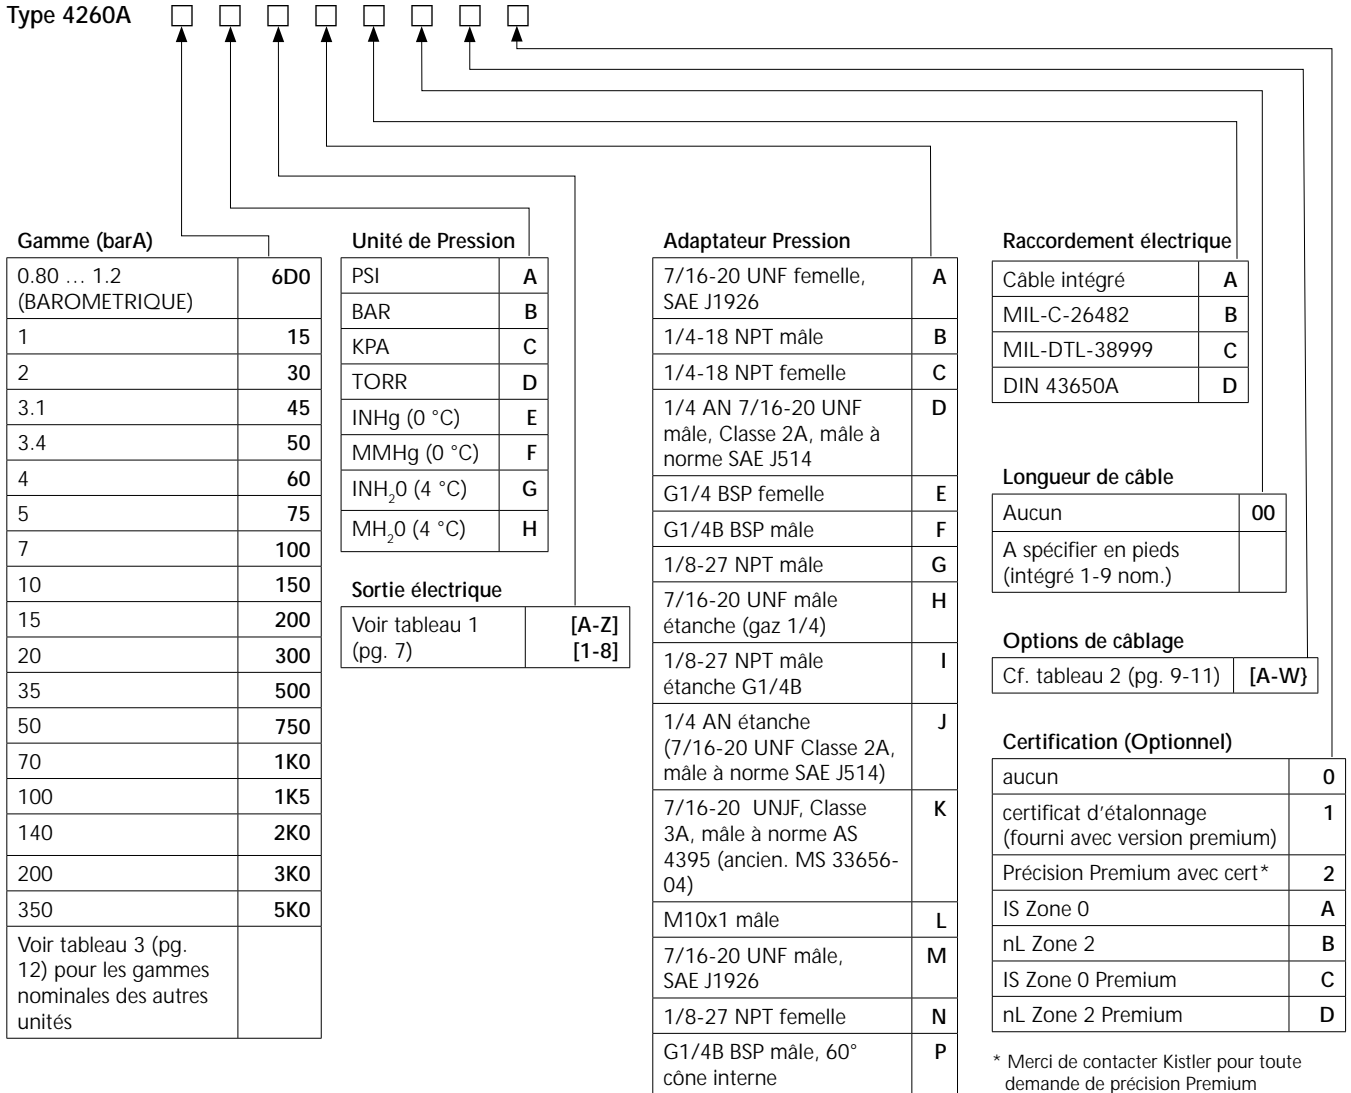 Type 4260A
Gamme (barA)
0.80 … 1.2 6D0
(BAROMETRIQUE)
1 15
2 30
3.1 45
3.4 50
4 60
5 75
7 100
10 150
15 200
20 300
35 500
50 750
70 1K0
100 1K5
140 2K0
200 3K0
350 5K0
Voir tableau 3 (pg.
12) pour les gammes
nominales des autres
unités
Unité de Pression
PSI A
BAR B
KPA C
TORR D
INHg (0 °C) E
MMHg (0 °C) F
INH₂0 (4 °C) G
MH₂0 (4 °C) H
Sortie électrique
Voir tableau 1 [A-Z]
(pg. 7) [1-8]
Adaptateur Pression
7/16-20 UNF femelle, A
SAE J1926
1/4-18 NPT mâle B
1/4-18 NPT femelle C
1/4 AN 7/16-20 UNF D
mâle, Classe 2A, mâle à
norme SAE J514
G1/4 BSP femelle E
G1/4B BSP mâle F
1/8-27 NPT mâle G
7/16-20 UNF mâle H
étanche (gaz 1/4)
1/8-27 NPT mâle I
étanche G1/4B
1/4 AN étanche J
(7/16-20 UNF Classe 2A,
mâle à norme SAE J514)
7/16-20 UNJF, Classe K
3A, mâle à norme AS
4395 (ancien. MS 33656-
04)
M10x1 mâle L
7/16-20 UNF mâle, M
SAE J1926
1/8-27 NPT femelle N
G1/4B BSP mâle, 60° P
cône interne
Raccordement électrique
Câble intégré A
MIL-C-26482 B
MIL-DTL-38999 C
DIN 43650A D
Longueur de câble
Aucun 00
A spécifier en pieds
(intégré 1-9 nom.)
Options de câblage
Cf. tableau 2 (pg. 9-11) [A-W}
Certification (Optionnel)
aucun 0
certificat d'étalonnage 1
(fourni avec version premium)
Précision Premium avec cert* 2
IS Zone 0 A
nL Zone 2 B
IS Zone 0 Premium C
nL Zone 2 Premium D
* Merci de contacter Kistler pour toute
demande de précision Premium